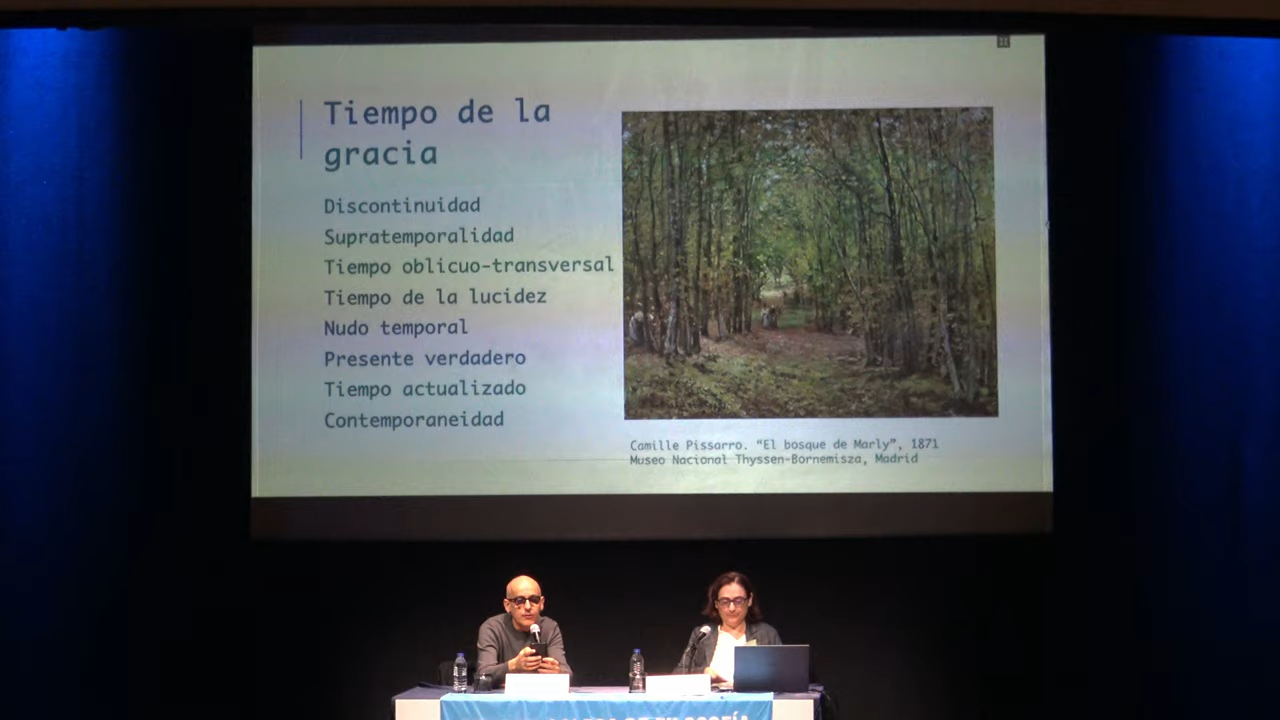 Tiempo de la
gracia
Discontinuidad
Supratemporalidad
Tiempo oblicuo-transversal
Tiempo de la lucidez
Nudo temporal
Presente verdadero
Tiempo actualizado
Contemporaneidad
Camille Pissarro. “El bosque de Marly”, 1871
Museo Nacional Thyssen-Bornemisza, Madrid